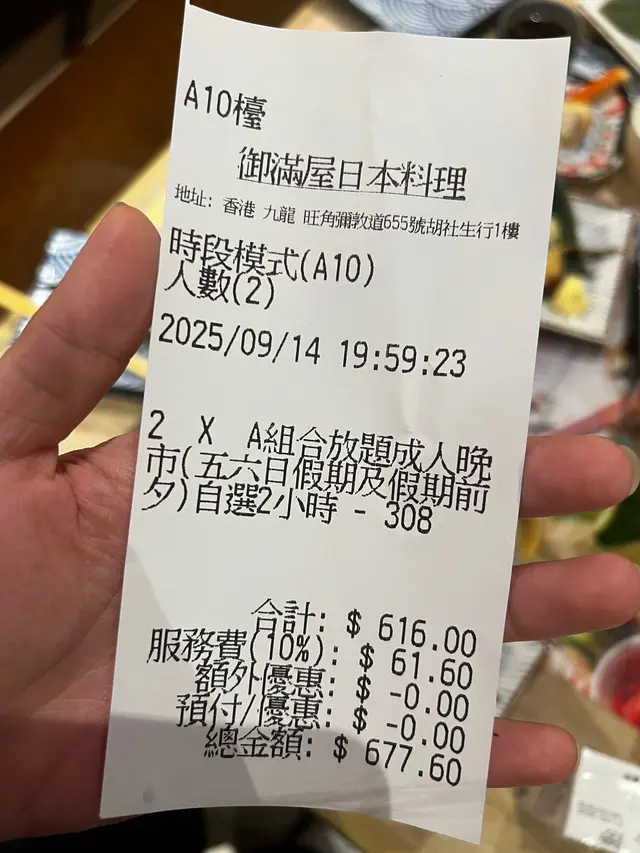 A10檯
御滿屋日本料理
地址: 香港 九龍 旺角彌敦道655號胡社生行1樓
時段模式(A10)
人數(2)
2025/09/14 19:59:23
2 X A組合放題成人晚
市(五六日假期及假期前
夕)自選2小時 - 308
合計: $ 616.00
服務費(10%): $ 61.60
額外優惠: $ -0.00
預付/優惠: $ -0.00
總金額: $ 677.60